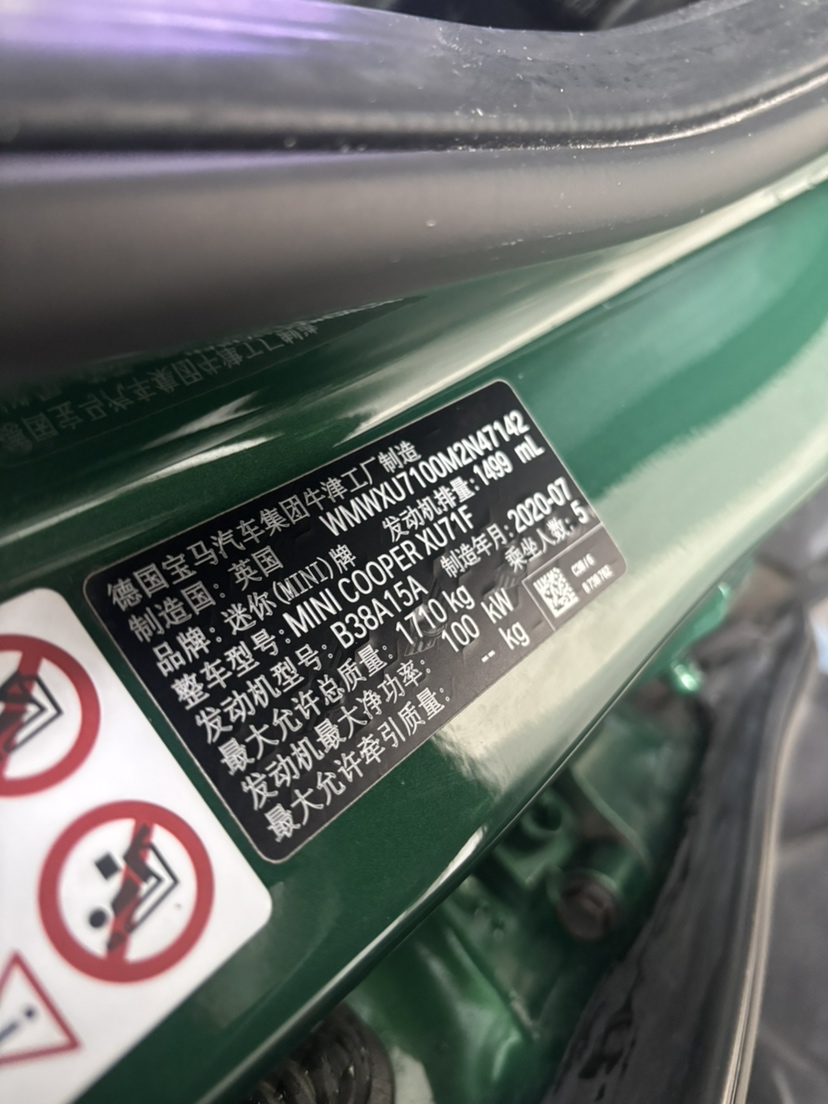 德国宝马汽车集团牛津工厂制造
制造国：英国 WMWXU7100M2N47142
品牌：迷你(MINI)牌 发动机排量：1499 mL
整车型号：MINI COOPER XU71F
发动机型号：B38A15A 制造年月：2020-07
最大允许总质量：1710 kg 乘坐人数：5
发动机最大净功率：100 kW
最大允许牵引质量：-- kg